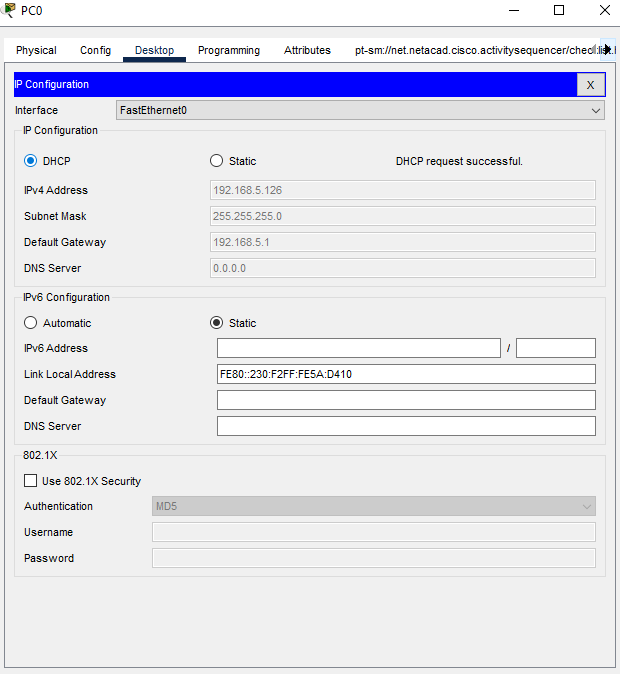 PC0
Physical Config Desktop Programming Attributes pt-sm://net.netacad.cisco.activitysequencer/checklist.
IP Configuration X
Interface FastEthernet0
IP Configuration
DHCP Static DHCP request successful.
IPv4 Address 192.168.5.126
Subnet Mask 255.255.255.0
Default Gateway 192.168.5.1
DNS Server 0.0.0.0
IPv6 Configuration
Automatic Static
IPv6 Address /
Link Local Address FE80::230:F2FF:FE5A:D410
Default Gateway
DNS Server
802.1X
Use 802.1X Security
Authentication MD5
Username
Password